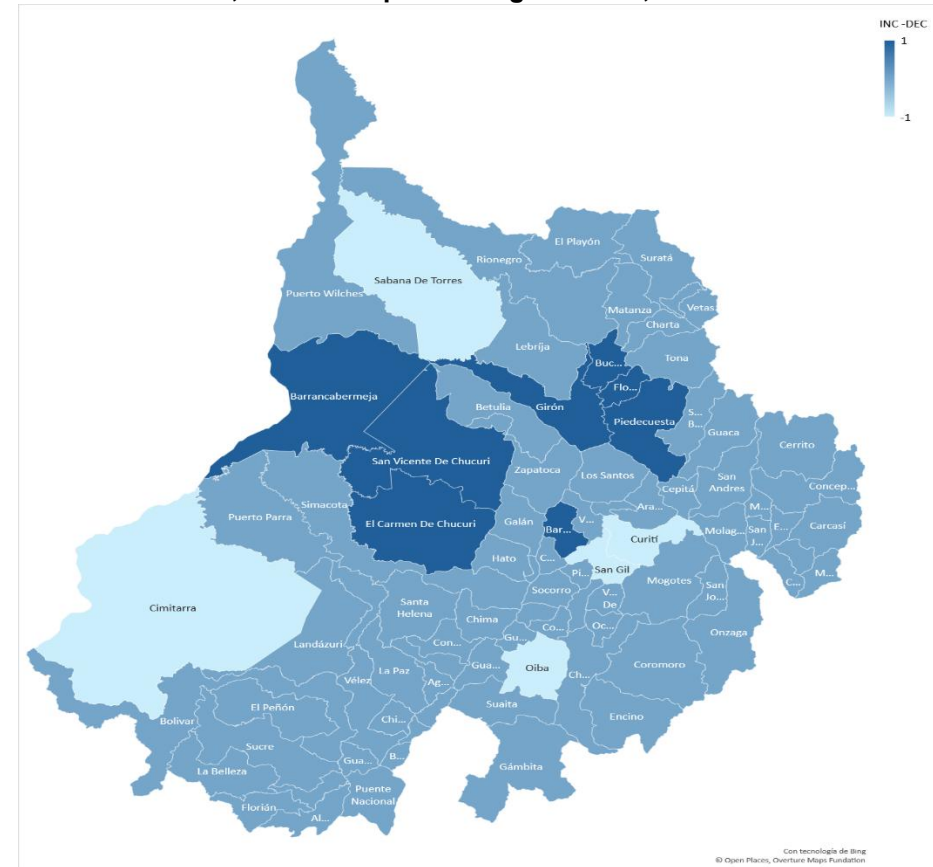 INC -DEC
1
-1
El Playón
Suratá
Rionegro
Sabana De Torres
Puerto Wilches
Matanza
Vetas
Charta
Lebríja
Tona
Buc...
Flo...
Barrancabermeja
Betulia
Girón
Piedecuesta
S...
B...
Guaca
Cerrito
San Vicente De Chucuri
Zapatoca
Los Santos
Cepitá
San
Andres
Concep...
Simacota
Puerto Parra
El Carmen De Chucuri
Galán
Bar...
V...
Ara...
Curití
Molag...
M...
San
J...
E...
Carcasí
Hato
C...
San Gil
Pi...
Mogotes
San
Jo...
C...
M...
Cimitarra
Santa
Helena
Chima
Socorro
V...
De
Co...
Oc...
Onzaga
Landázuri
Con...
Gu...
Gua...
Oiba
Ch...
Coromoro
La Paz
Vélez
Ag...
Suaita
El Peñón
Bolivar
Chi...
Encino
Sucre
Gua...
B...
La Belleza
Gámbita
Puente
Nacional
Florián
Al...
Con tecnología de Bing
© Open Places, Overture Maps Fundation